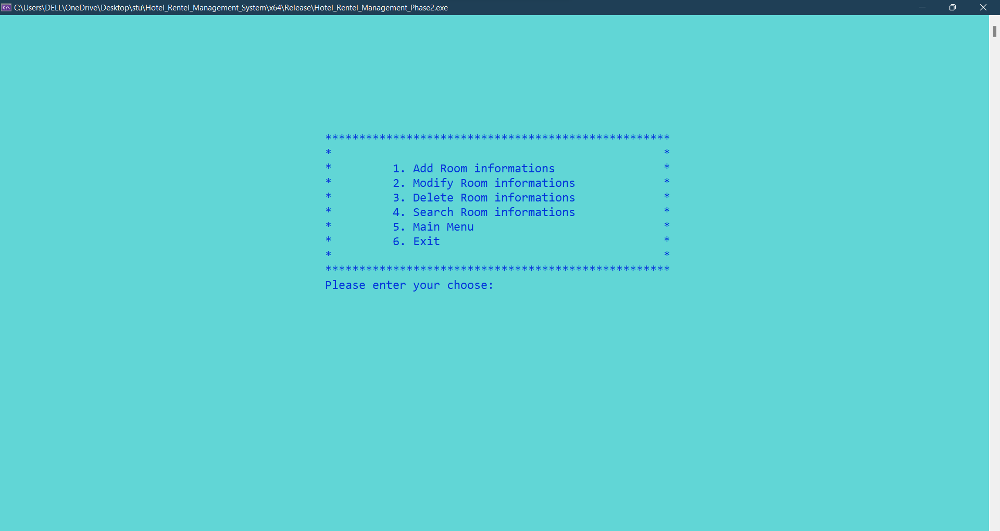 C:\Users\DELL\OneDrive\Desktop\stu\Hotel_Rentel_Management_System\x64\Release\Hotel_Rentel_Management_Phase2.exe
***************************************************
* *
* 1. Add Room informations *
* 2. Modify Room informations *
* 3. Delete Room informations *
* 4. Search Room informations *
* 5. Main Menu *
* 6. Exit *
* *
***************************************************
Please enter your choose: